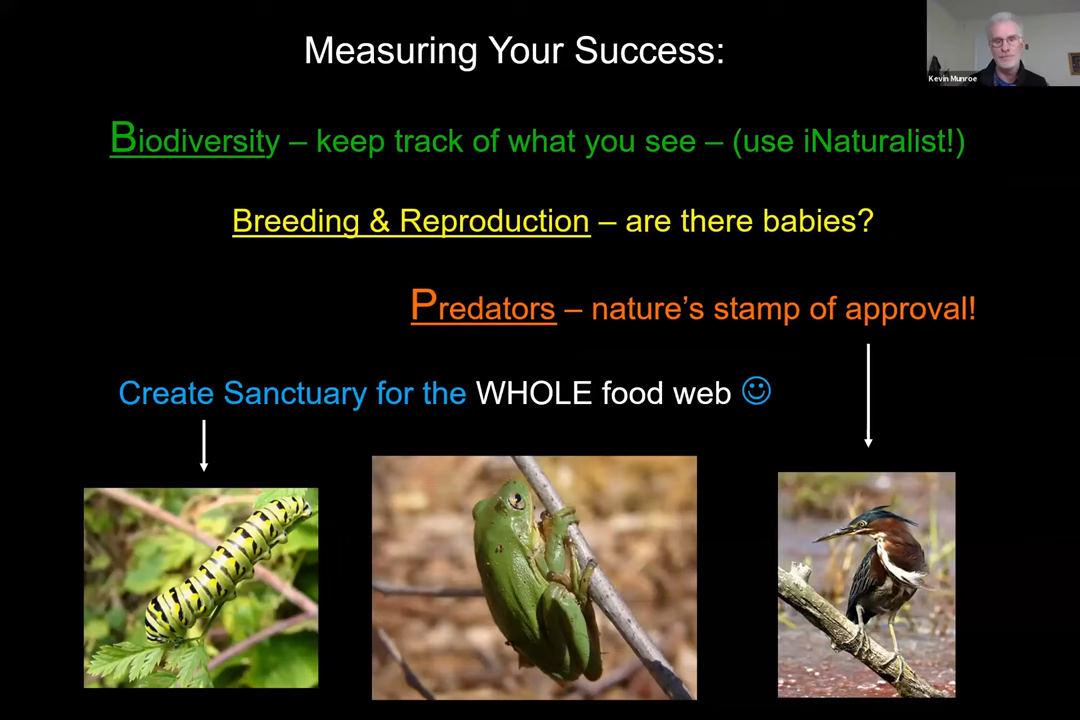 Measuring Your Success:
Kevin Munroe
Biodiversity – keep track of what you see – (use iNaturalist!)
Breeding & Reproduction – are there babies?
Predators – nature's stamp of approval!
Create Sanctuary for the WHOLE food web ☺